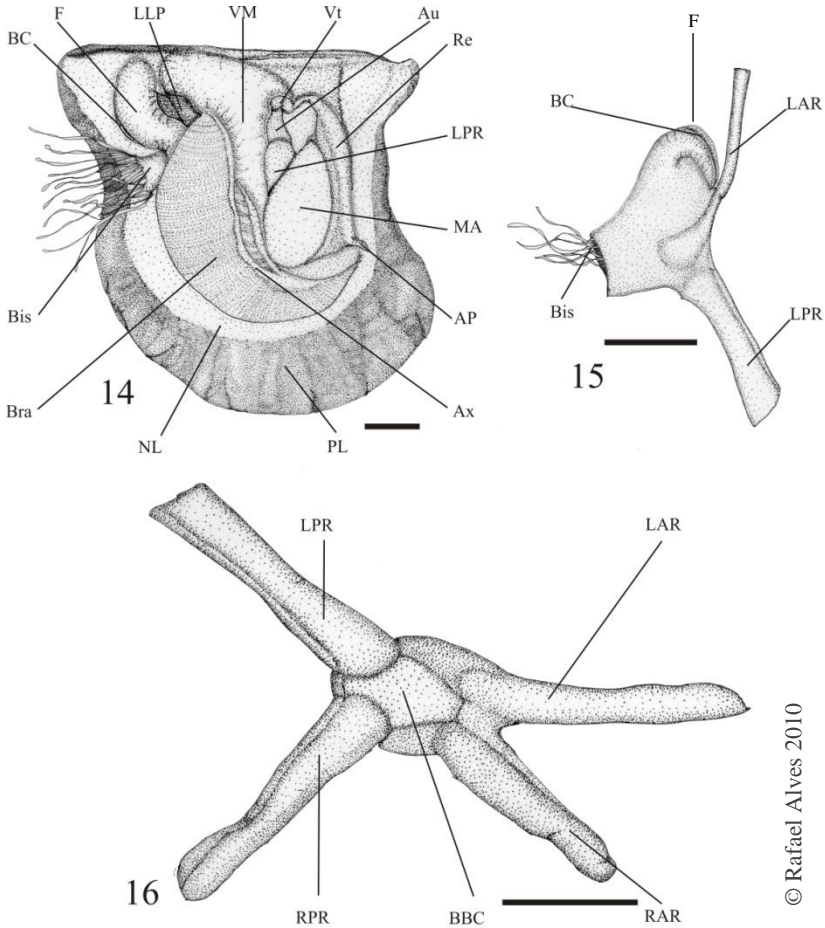 F LLP VM Vt Au
BC Re
LPR
MA
Bis AP
Bra 14 Ax
NL PL
F
BC LAR
Bis LPR
15
LPR LAR
16
RPR BBC RAR
© Rafael Alves 2010